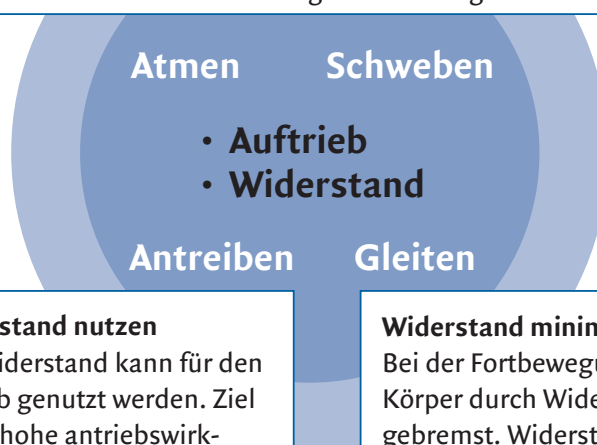 Atmen Schweben
• Auftrieb
• Widerstand
Antreiben Gleiten
stand nutzen
iderstand kann für den
b genutzt werden. Ziel
hohe antriebswirk-
Widerstand minim
Bei der Fortbewegu
Körper durch Wide
gebremst. Widerst